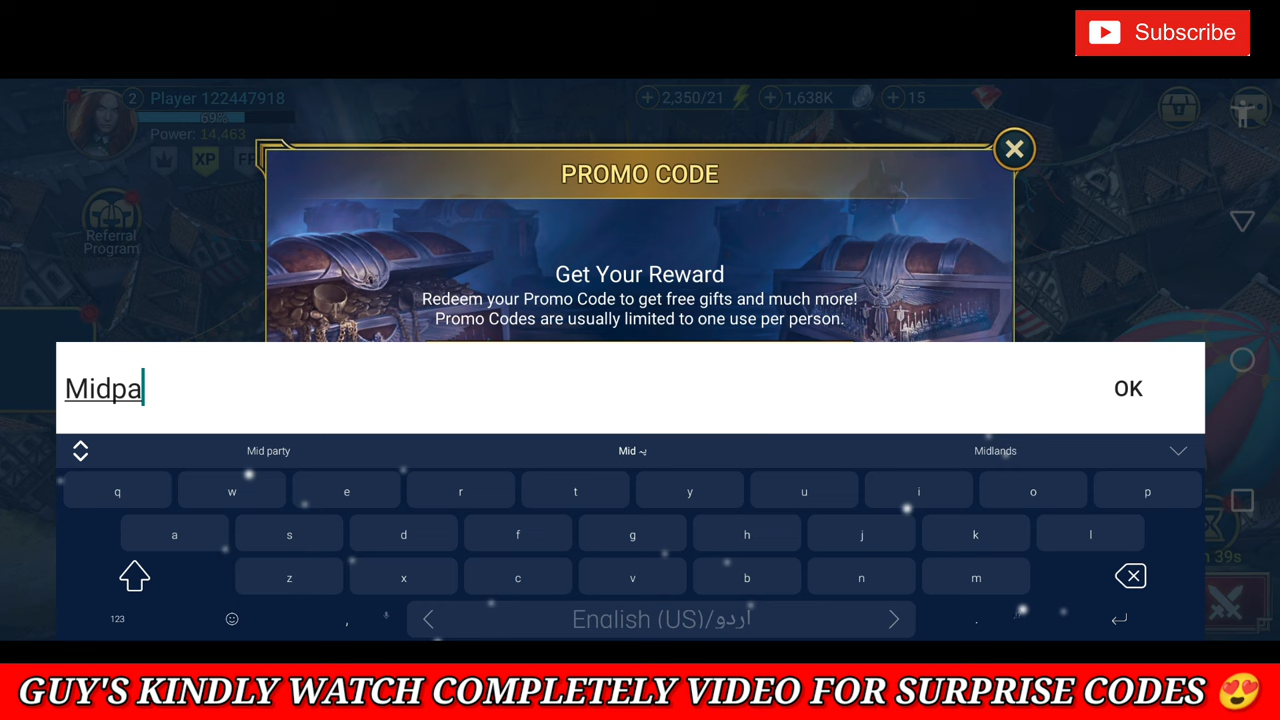 Subscribe
2 Player 122447918
2,350/21
1,638K
15
69%
Power: 14,463
XP
PROMO CODE
Referral
Program
Get Your Reward
Redeem your Promo Code to get free gifts and much more!
Promo Codes are usually limited to one use per person.
Midpa
OK
Mid party
Mid پہ
Midlands
q w e r t y u i o p
a s d f g h j k l
z x c v b n m
39s
123 , English (US)/اردو .
GUY'S KINDLY WATCH COMPLETELY VIDEO FOR SURPRISE CODES 😍